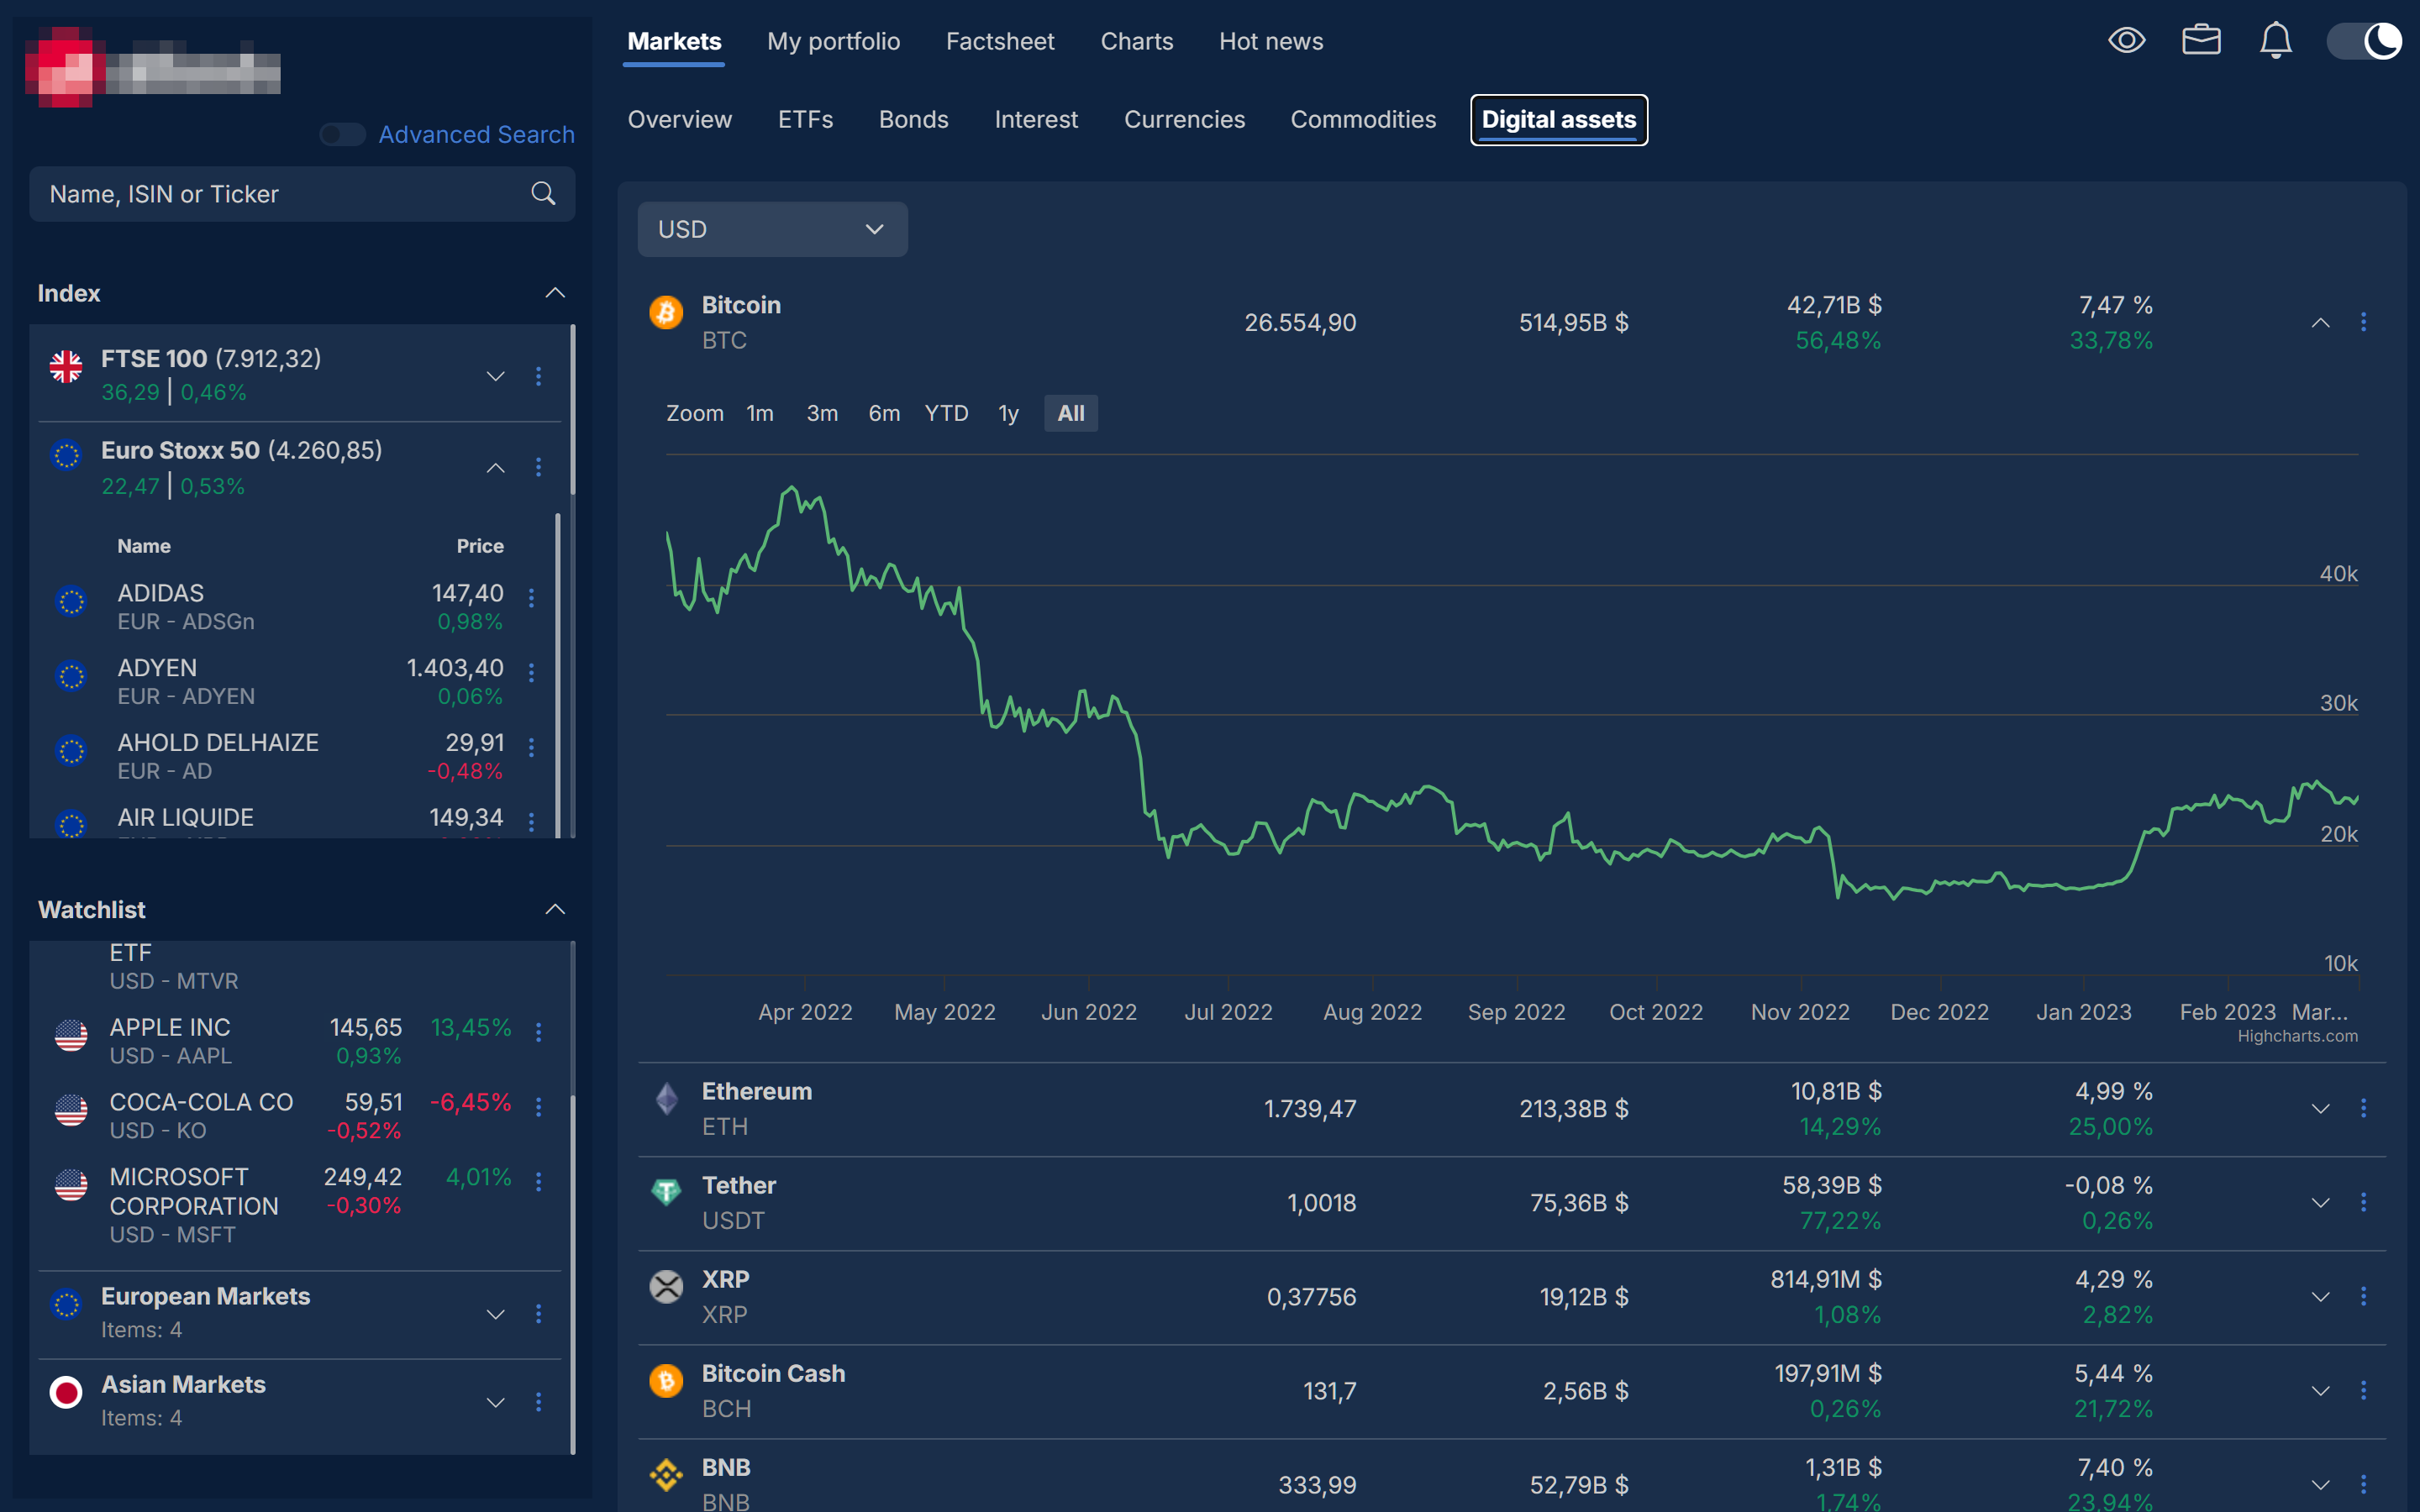 Markets My portfolio Factsheet Charts Hot news
Advanced Search
Overview ETFs Bonds Interest Currencies Commodities Digital assets
Name, ISIN or Ticker
Index
FTSE 100 (7.912,32)
36,29 | 0,46%
Euro Stoxx 50 (4.260,85)
22,47 | 0,53%
Name Price
ADIDAS 147,40
EUR - ADSGn 0,98%
ADYEN 1.403,40
EUR - ADYEN 0,06%
AHOLD DELHAIZE 29,91
EUR - AD -0,48%
AIR LIQUIDE 149,34
Watchlist
ETF
USD - MTVR
APPLE INC 145,65 13,45%
USD - AAPL 0,93%
COCA-COLA CO 59,51 -6,45%
USD - KO -0,52%
MICROSOFT 249,42 4,01%
CORPORATION -0,30%
USD - MSFT
European Markets
Items: 4
Asian Markets
Items: 4
USD
Bitcoin 26.554,90 514,95B $ 42,71B $ 7,47 %
BTC 56,48% 33,78%
Zoom 1m 3m 6m YTD 1y All
40k
30k
20k
10k
Apr 2022 May 2022 Jun 2022 Jul 2022 Aug 2022 Sep 2022 Oct 2022 Nov 2022 Dec 2022 Jan 2023 Feb 2023 Mar...
Highcharts.com
Ethereum 1.739,47 213,38B $ 10,81B $ 4,99 %
ETH 14,29% 25,00%
Tether 1,0018 75,36B $ 58,39B $ -0,08 %
USDT 77,22% 0,26%
XRP 0,37756 19,12B $ 814,91M $ 4,29 %
XRP 1,08% 2,82%
Bitcoin Cash 131,7 2,56B $ 197,91M $ 5,44 %
BCH 0,26% 21,72%
BNB 333,99 52,79B $ 1,31B $ 7,40 %
BNB 1,74% 23,94%